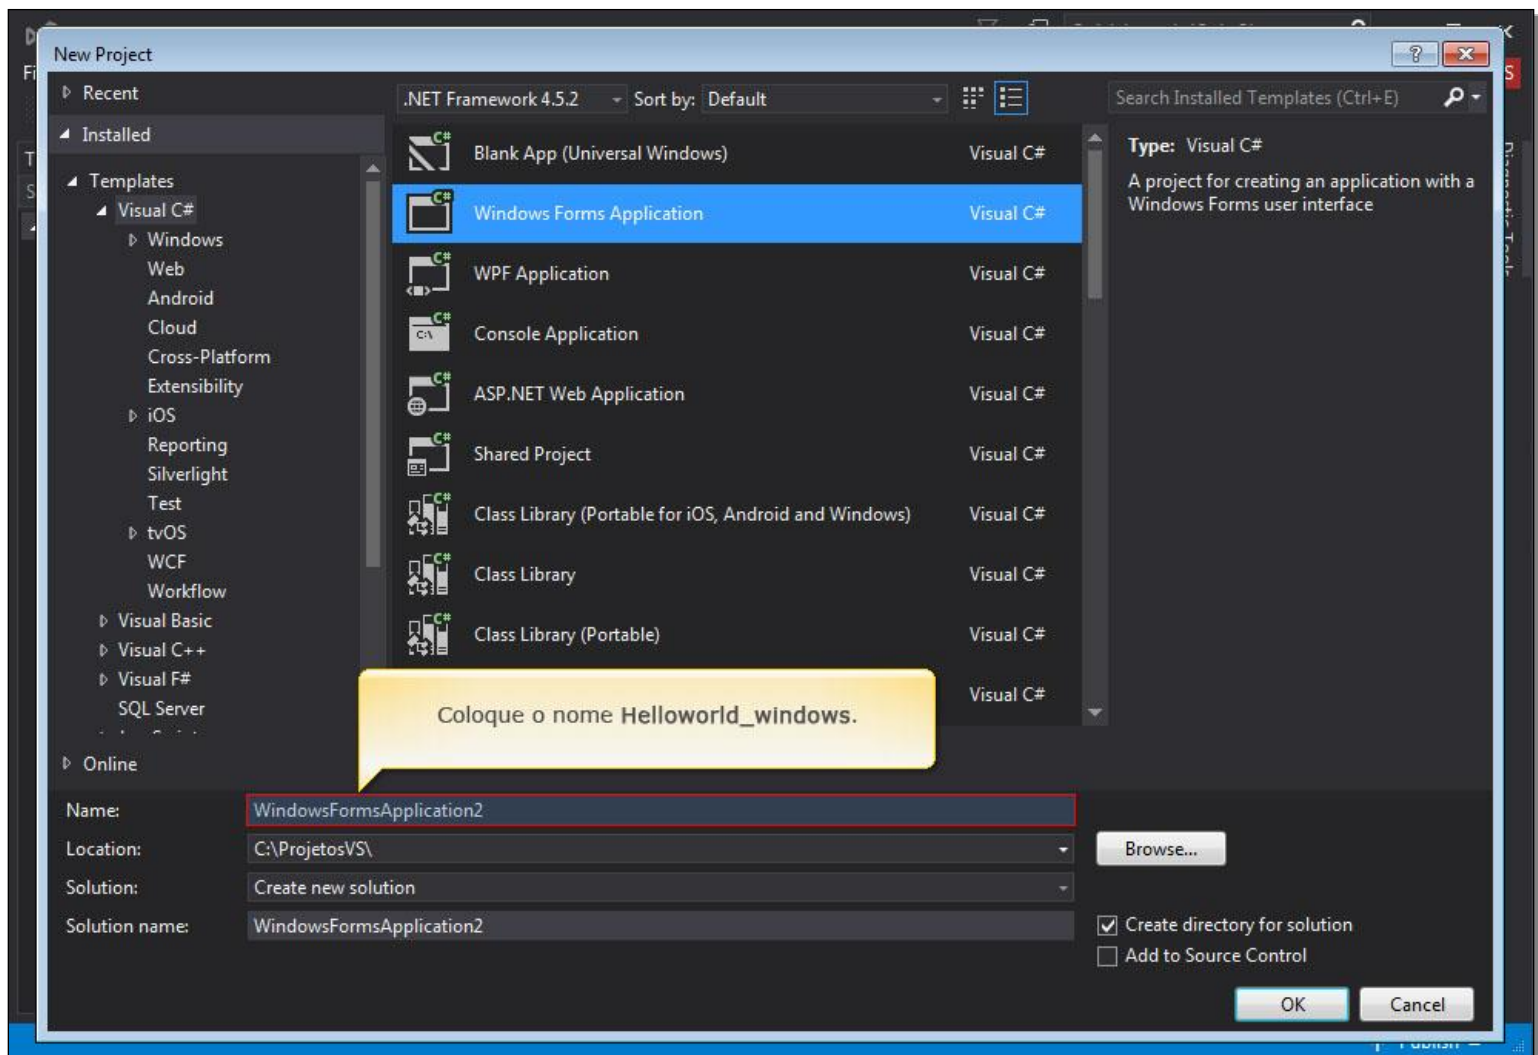 New Project
Recent
Installed
Templates
Visual C#
Windows
Web
Android
Cloud
Cross-Platform
Extensibility
iOS
Reporting
Silverlight
Test
tvOS
WCF
Workflow
Visual Basic
Visual C++
Visual F#
SQL Server
Online
.NET Framework 4.5.2 Sort by: Default
Blank App (Universal Windows) Visual C#
Windows Forms Application Visual C#
WPF Application Visual C#
Console Application Visual C#
ASP.NET Web Application Visual C#
Shared Project Visual C#
Class Library (Portable for iOS, Android and Windows) Visual C#
Class Library Visual C#
Class Library (Portable) Visual C#
Visual C#
Search Installed Templates (Ctrl+E)
Type: Visual C#
A project for creating an application with a
Windows Forms user interface
Coloque o nome Helloworld_windows.
Name: WindowsFormsApplication2
Location: C:\ProjetosVS\
Browse...
Solution: Create new solution
Solution name: WindowsFormsApplication2
Create directory for solution
Add to Source Control
OK Cancel